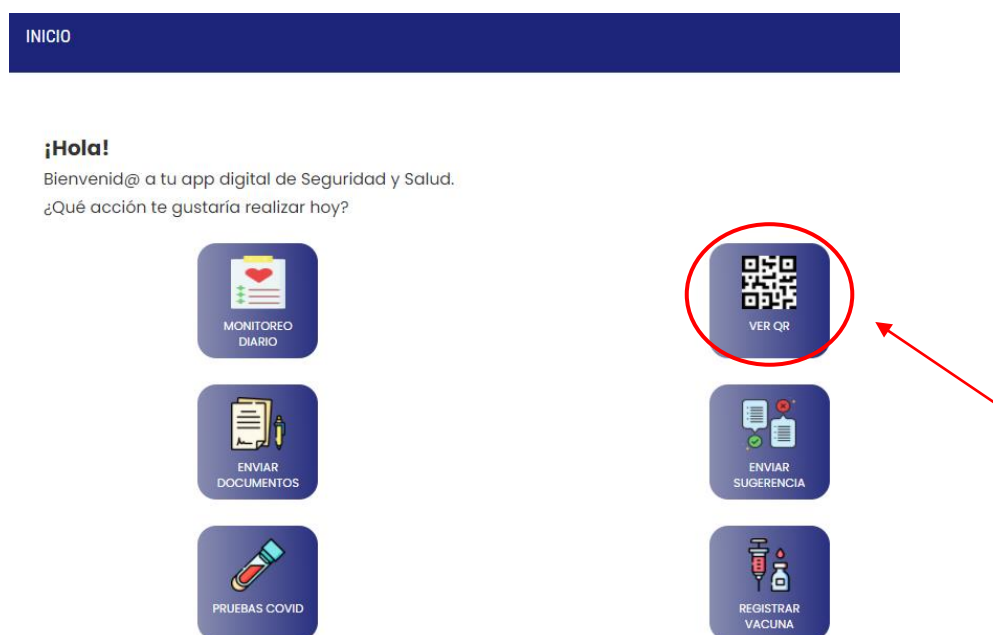 INICIO
¡Hola!
Bienvenid@ a tu app digital de Seguridad y Salud.
¿Qué acción te gustaría realizar hoy?
MONITOREO
DIARIO
VER QR
ENVIAR
DOCUMENTOS
ENVIAR
SUGERENCIA
PRUEBAS COVID
REGISTRAR
VACUNA